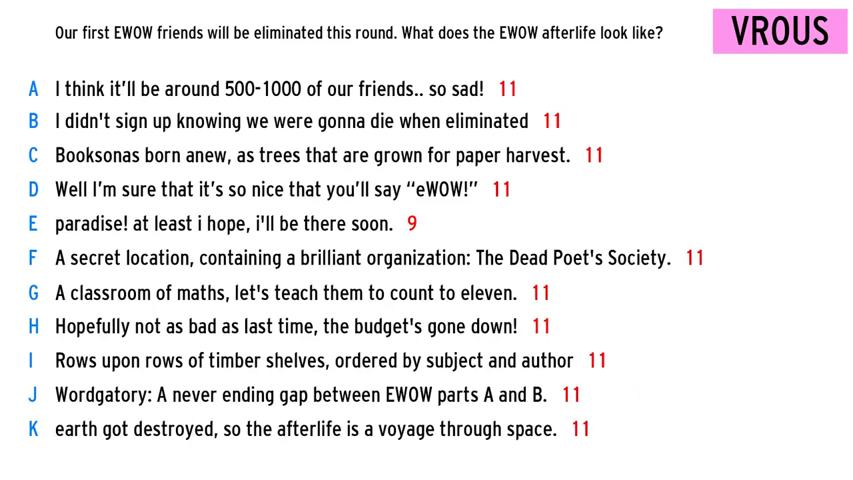 Our first EWOW friends will be eliminated this round. What does the EWOW afterlife look like?
VROUS
A I think it’ll be around 500-1000 of our friends.. so sad! 11
B I didn't sign up knowing we were gonna die when eliminated 11
C Booksonas born anew, as trees that are grown for paper harvest. 11
D Well I’m sure that it’s so nice that you’ll say “eWOW!” 11
E paradise! at least i hope, i'll be there soon. 9
F A secret location, containing a brilliant organization: The Dead Poet's Society. 11
G A classroom of maths, let's teach them to count to eleven. 11
H Hopefully not as bad as last time, the budget's gone down! 11
I Rows upon rows of timber shelves, ordered by subject and author 11
J Wordgatory: A never ending gap between EWOW parts A and B. 11
K earth got destroyed, so the afterlife is a voyage through space. 11